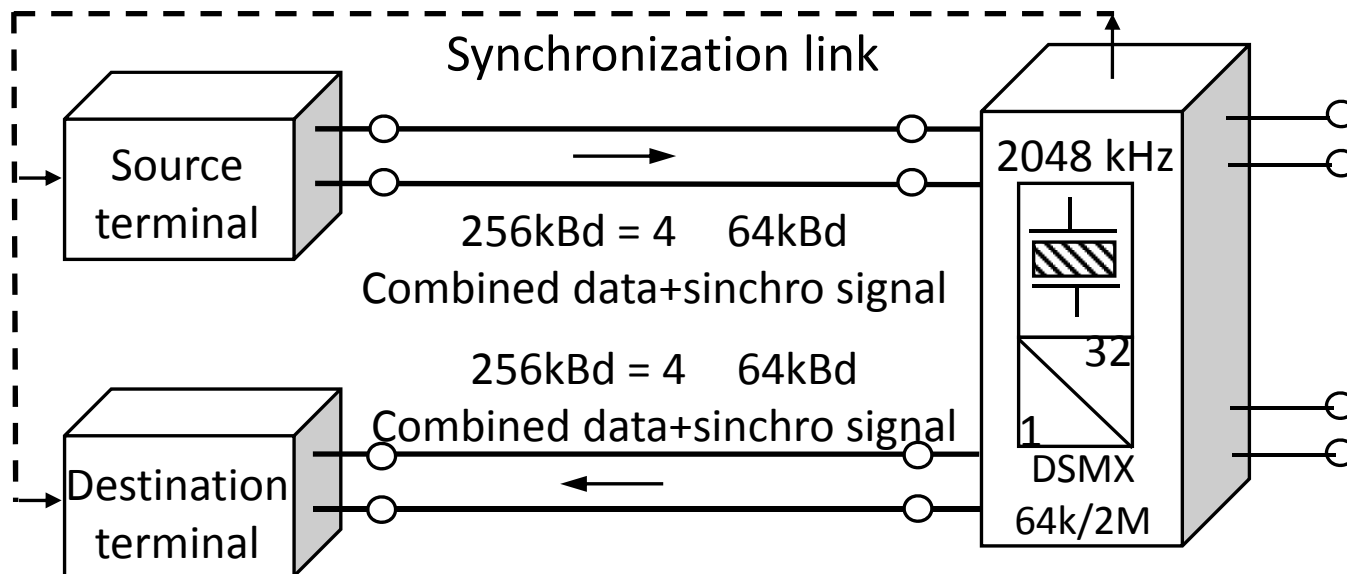 Synchronization link
Source
terminal
256kBd = 4 64kBd
Combined data+sinchro signal
2048 kHz
256kBd = 4 64kBd
Combined data+sinchro signal
32
1
Destination
terminal
DSMX
64k/2M